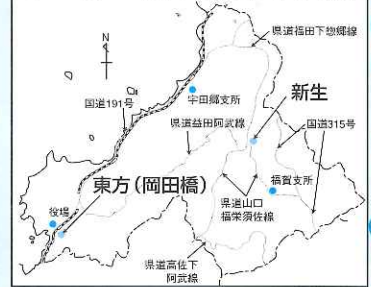 N
県道福田下惣郷線
宇田郷支所
国道191号
県道益田阿武線
新生
国道315号
東方(岡田橋)
福賀支所
役場
県道山口
福栄須佐線
県道高佐下
阿武線